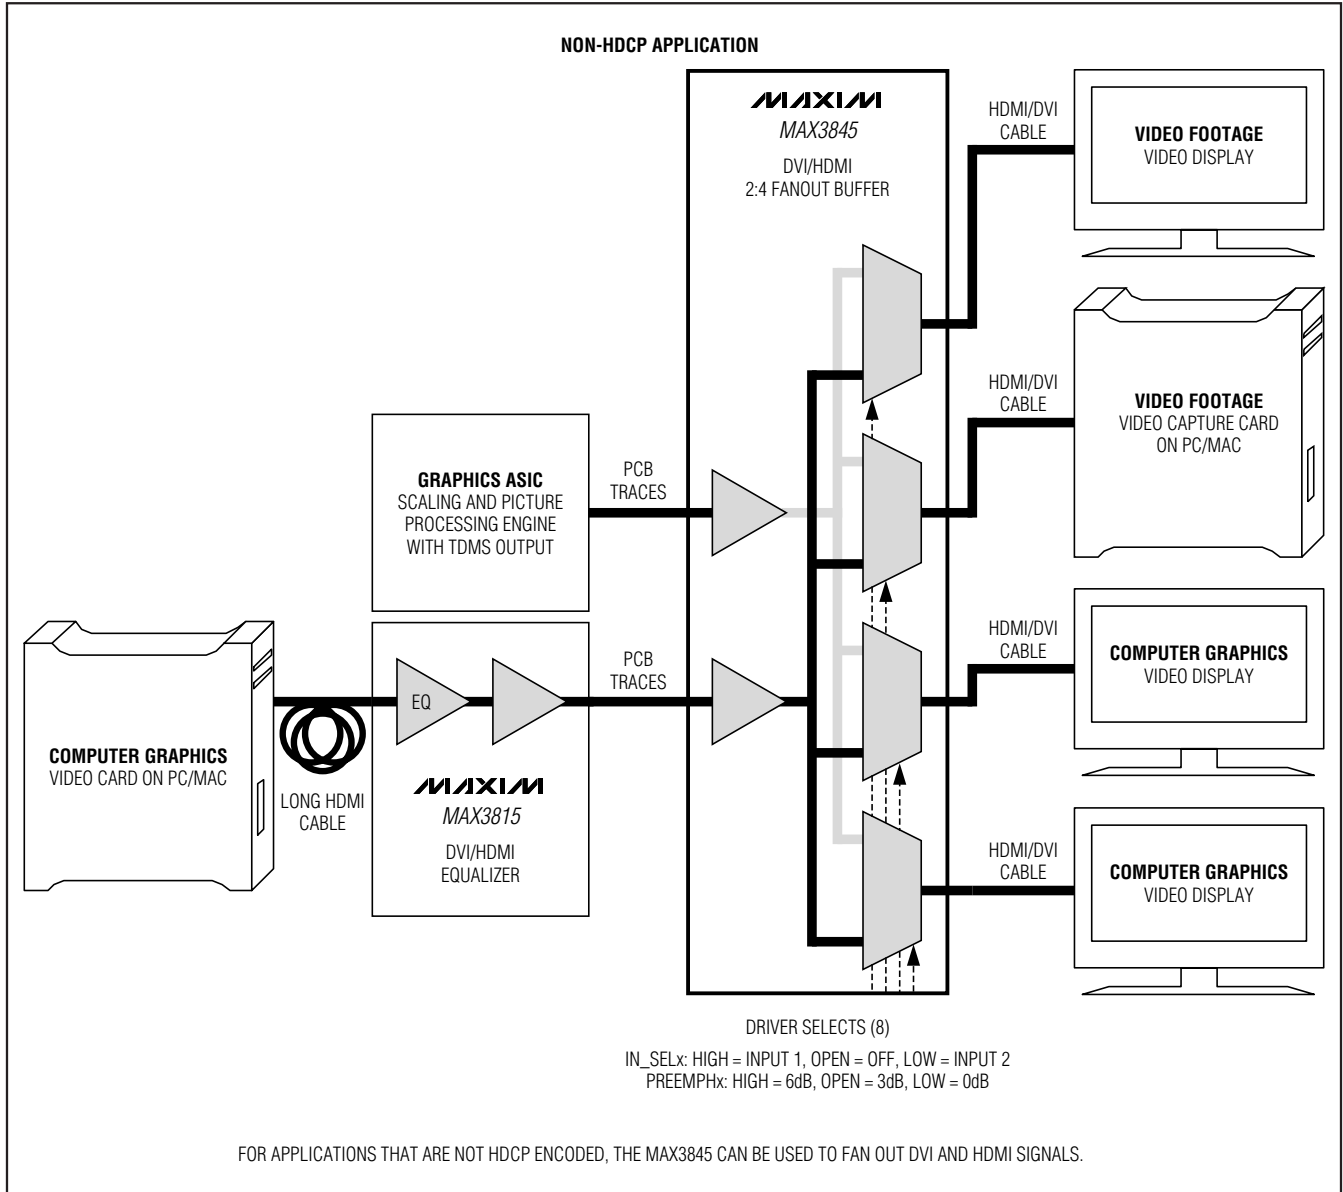 NON-HDCP APPLICATION
MAXIM
MAX3845
DVI/HDMI
2:4 FANOUT BUFFER
HDMI/DVI
CABLE
VIDEO FOOTAGE
VIDEO DISPLAY
HDMI/DVI
CABLE
VIDEO FOOTAGE
VIDEO CAPTURE CARD
ON PC/MAC
GRAPHICS ASIC
SCALING AND PICTURE
PROCESSING ENGINE
WITH TDMS OUTPUT
PCB
TRACES
COMPUTER GRAPHICS
VIDEO CARD ON PC/MAC
LONG HDMI
CABLE
EQ
MAXIM
MAX3815
DVI/HDMI
EQUALIZER
PCB
TRACES
HDMI/DVI
CABLE
COMPUTER GRAPHICS
VIDEO DISPLAY
HDMI/DVI
CABLE
COMPUTER GRAPHICS
VIDEO DISPLAY
DRIVER SELECTS (8)
IN_SELx: HIGH = INPUT 1, OPEN = OFF, LOW = INPUT 2
PREEMPHx: HIGH = 6dB, OPEN = 3dB, LOW = 0dB
FOR APPLICATIONS THAT ARE NOT HDCP ENCODED, THE MAX3845 CAN BE USED TO FAN OUT DVI AND HDMI SIGNALS.